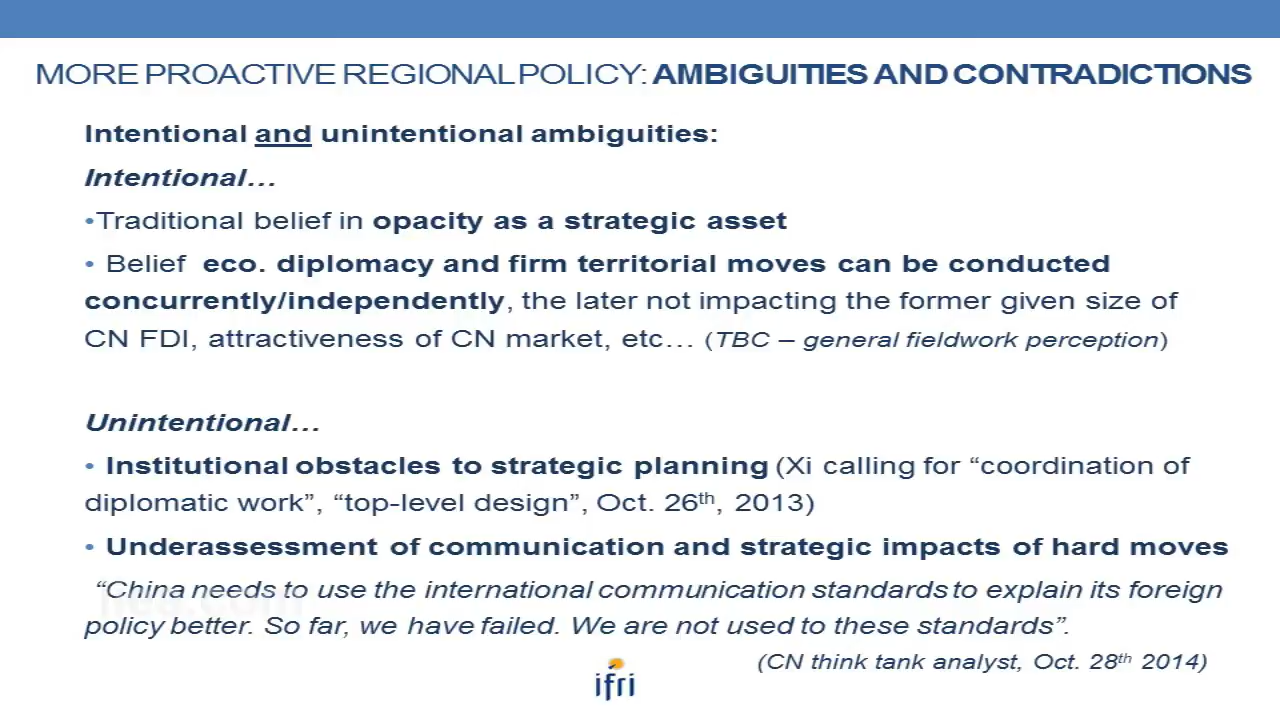 MORE PROACTIVE REGIONAL POLICY: AMBIGUITIES AND CONTRADICTIONS
Intentional and unintentional ambiguities:
Intentional…
•Traditional belief in opacity as a strategic asset
• Belief eco. diplomacy and firm territorial moves can be conducted
concurrently/independently, the later not impacting the former given size of
CN FDI, attractiveness of CN market, etc… (TBC – general fieldwork perception)
Unintentional…
• Institutional obstacles to strategic planning (Xi calling for “coordination of
diplomatic work”, “top-level design”, Oct. 26th, 2013)
• Underassessment of communication and strategic impacts of hard moves
“China needs to use the international communication standards to explain its foreign
policy better. So far, we have failed. We are not used to these standards”.
(CN think tank analyst, Oct. 28th 2014)
ifri